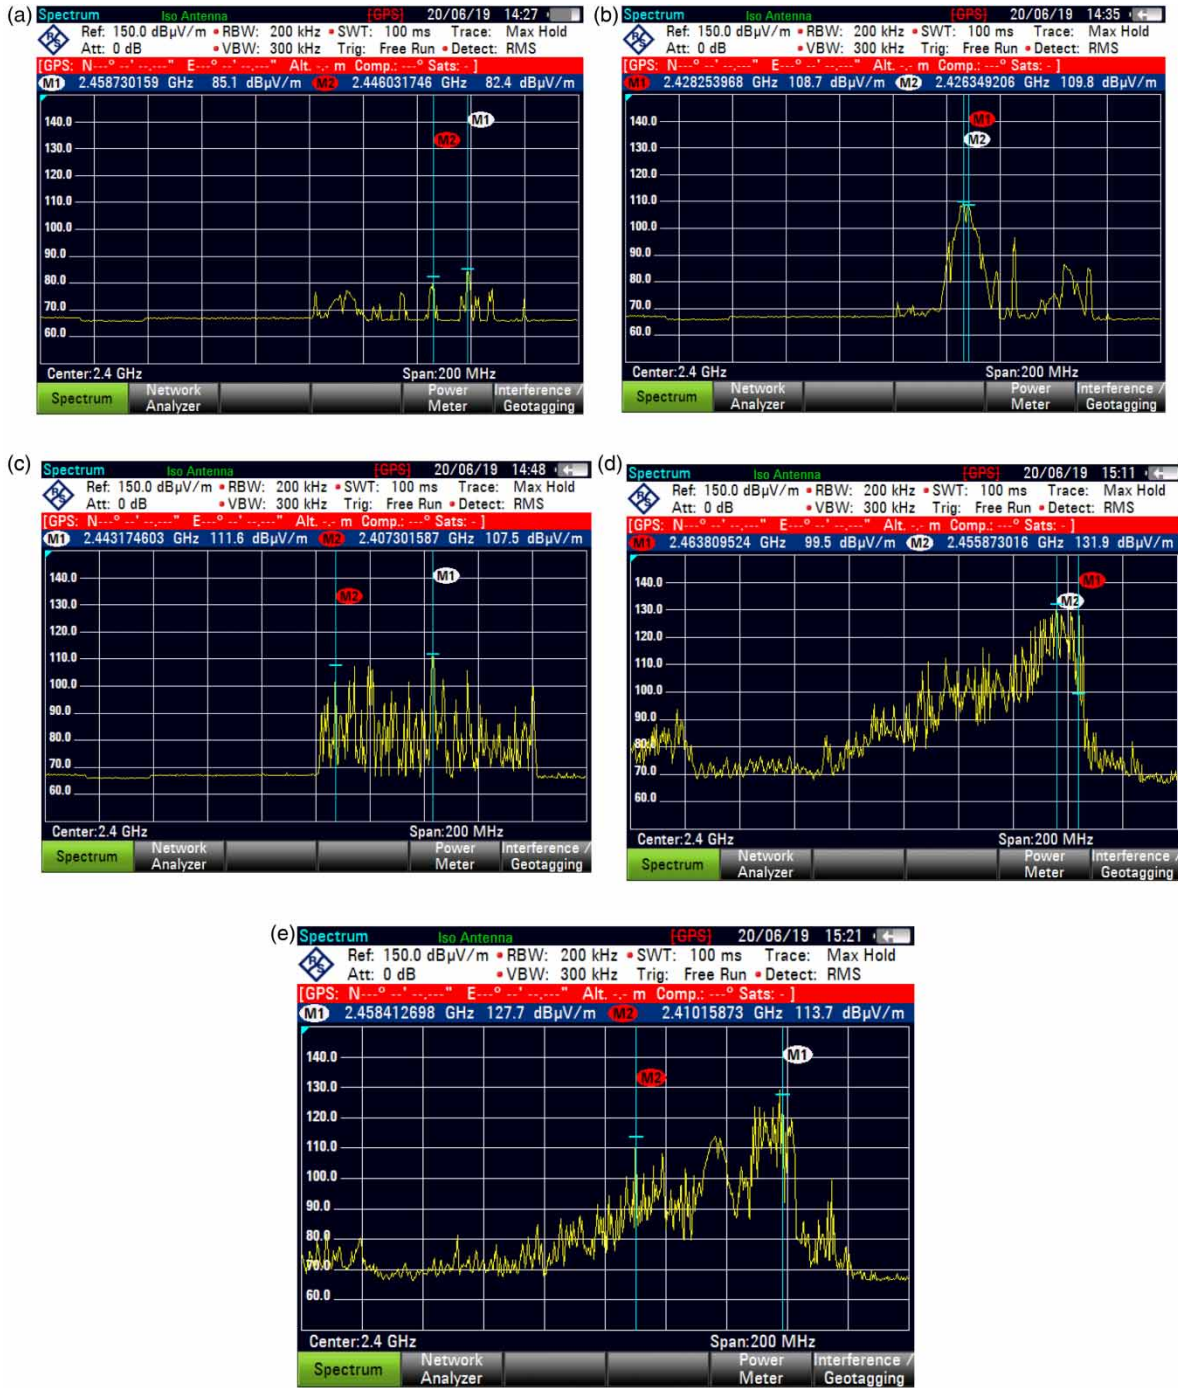 (a)
Spectrum Iso Antenna [GPS] 20/06/19 14:27
Ref: 150.0 dBµV/m • RBW: 200 kHz • SWT: 100 ms Trace: Max Hold
Att: 0 dB • VBW: 300 kHz Trig: Free Run • Detect: RMS
[GPS: N---° --' --.---" E---° --' --.---" Alt. -.- m Comp.: ---° Sats: - ]
M1 2.458730159 GHz 85.1 dBµV/m M2 2.446031746 GHz 82.4 dBµV/m
M1
M2
140.0
130.0
120.0
110.0
100.0
90.0
80.0
70.0
60.0
Center:2.4 GHz Span:200 MHz
Spectrum Network Analyzer Power Meter Interference / Geotagging
(b)
Spectrum Iso Antenna [GPS] 20/06/19 14:35
Ref: 150.0 dBµV/m • RBW: 200 kHz • SWT: 100 ms Trace: Max Hold
Att: 0 dB • VBW: 300 kHz Trig: Free Run • Detect: RMS
[GPS: N---° --' --.---" E---° --' --.---" Alt. -.- m Comp.: ---° Sats: - ]
M1 2.428253968 GHz 108.7 dBµV/m M2 2.426349206 GHz 109.8 dBµV/m
M1
M2
140.0
130.0
120.0
110.0
100.0
90.0
80.0
70.0
60.0
Center:2.4 GHz Span:200 MHz
Spectrum Network Analyzer Power Meter Interference / Geotagging
(c)
Spectrum Iso Antenna [GPS] 20/06/19 14:48
Ref: 150.0 dBµV/m • RBW: 200 kHz • SWT: 100 ms Trace: Max Hold
Att: 0 dB • VBW: 300 kHz Trig: Free Run • Detect: RMS
[GPS: N---° --' --.---" E---° --' --.---" Alt. -.- m Comp.: ---° Sats: - ]
M1 2.443174603 GHz 111.6 dBµV/m M2 2.407301587 GHz 107.5 dBµV/m
M1
M2
140.0
130.0
120.0
110.0
100.0
90.0
80.0
70.0
60.0
Center:2.4 GHz Span:200 MHz
Spectrum Network Analyzer Power Meter Interference / Geotagging
(d)
Spectrum Iso Antenna [GPS] 20/06/19 15:11
Ref: 150.0 dBµV/m • RBW: 200 kHz • SWT: 100 ms Trace: Max Hold
Att: 0 dB • VBW: 300 kHz Trig: Free Run • Detect: RMS
[GPS: N---° --' --.---" E---° --' --.---" Alt. -.- m Comp.: ---° Sats: - ]
M1 2.463809524 GHz 99.5 dBµV/m M2 2.455873016 GHz 131.9 dBµV/m
M1
M2
140.0
130.0
120.0
110.0
100.0
90.0
80.0
70.0
60.0
Center:2.4 GHz Span:200 MHz
Spectrum Network Analyzer Power Meter Interference / Geotagging
(e)
Spectrum Iso Antenna [GPS] 20/06/19 15:21
Ref: 150.0 dBµV/m • RBW: 200 kHz • SWT: 100 ms Trace: Max Hold
Att: 0 dB • VBW: 300 kHz Trig: Free Run • Detect: RMS
[GPS: N---° --' --.---" E---° --' --.---" Alt. -.- m Comp.: ---° Sats: - ]
M1 2.458412698 GHz 127.7 dBµV/m M2 2.41015873 GHz 113.7 dBµV/m
M1
M2
140.0
130.0
120.0
110.0
100.0
90.0
80.0
70.0
60.0
Center:2.4 GHz Span:200 MHz
Spectrum Network Analyzer Power Meter Interference / Geotagging